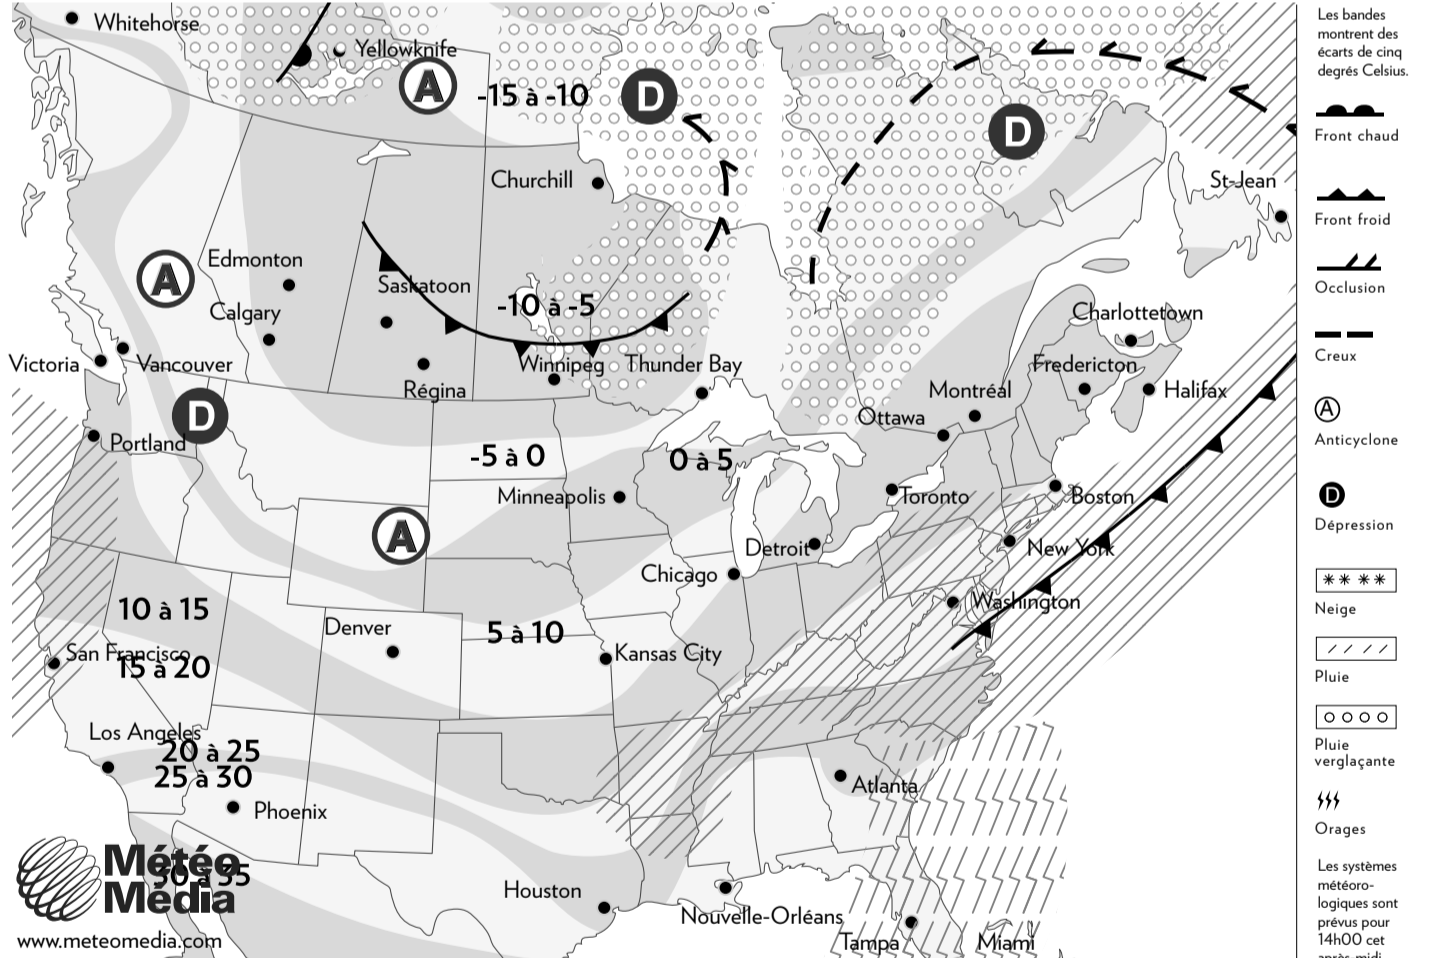 Whitehorse
Yellowknife
A
-15 à -10
D
D
Churchill
St-Jean
Edmonton
A
Saskatoon
-10 à -5
Calgary
Charlottetown
Victoria
Vancouver
Winnipeg
Thunder Bay
Fredericton
Régina
Montréal
Halifax
D
Ottawa
Portland
-5 à 0
0 à 5
Minneapolis
Toronto
Boston
A
Detroit
New York
Chicago
10 à 15
Washington
Denver
5 à 10
San Francisco
Kansas City
15 à 20
Los Angeles
20 à 25
25 à 30
Atlanta
Phoenix
Météo
Média
30 à 35
Houston
Nouvelle-Orléans
www.meteomedia.com
Tampa
Miami
Les bandes
montrent des
écarts de cinq
degrés Celsius.
Front chaud
Front froid
Occlusion
Creux
A
Anticyclone
D
Dépression
Neige
Pluie
Pluie
verglaçante
Orages
Les systèmes
météoro-
logiques sont
prévus pour
14h00 cet
après-midi